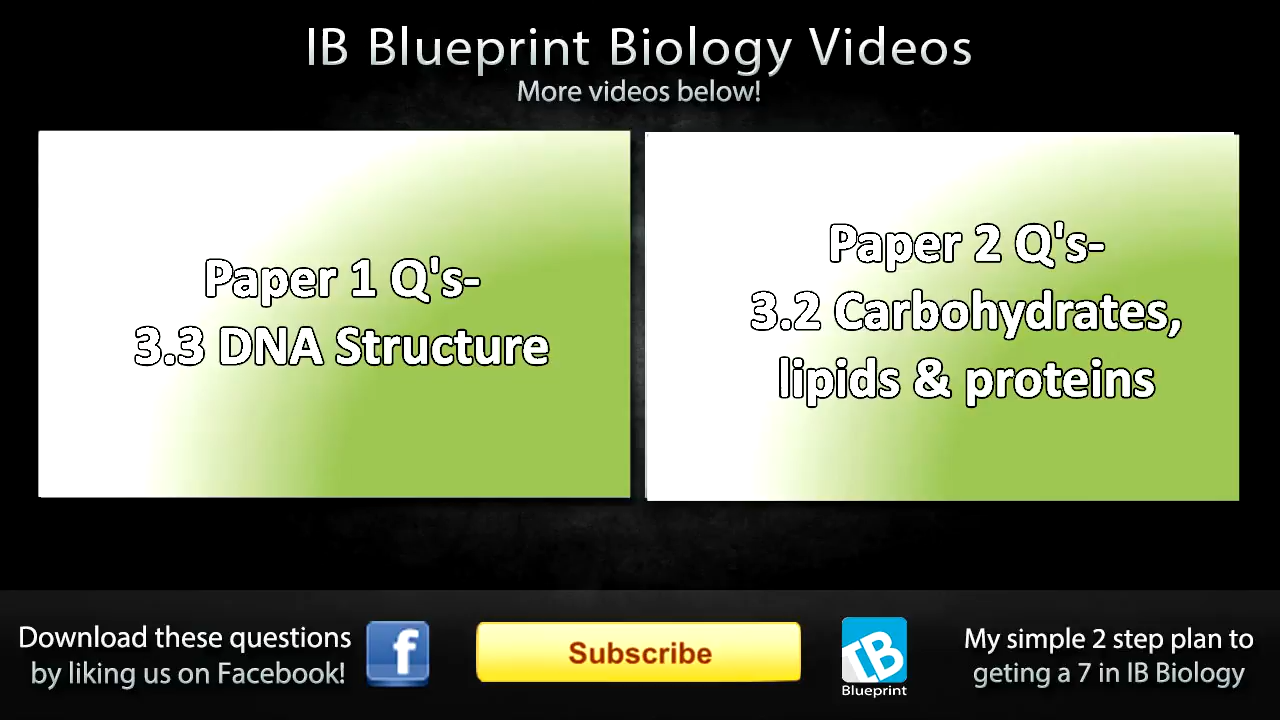 IB Blueprint Biology Videos
More videos below!
Paper 1 Q's-
3.3 DNA Structure
Paper 2 Q's-
3.2 Carbohydrates,
lipids & proteins
Download these questions
by liking us on Facebook!
f
Subscribe
IB
Blueprint
My simple 2 step plan to
geting a 7 in IB Biology